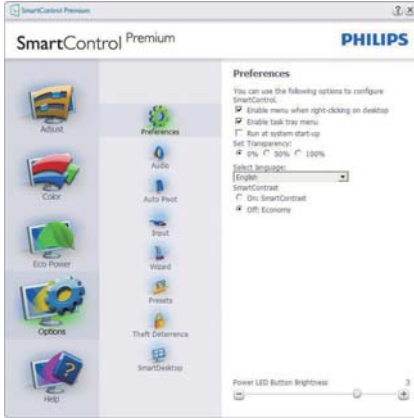 SmartControl Premium
? X
SmartControl Premium
PHILIPS
Adjust
Color
Eco Power
Options
Help
Preferences
Audio
Auto Pivot
Input
Wizard
Presets
Theft Deterrence
SmartDesktop
Preferences
You can use the following options to configure
SmartControl.
Enable menu when right-clicking on desktop
Enable task tray menu
Run at system start-up
Set Transparency:
0% 50% 100%
Select language:
English
SmartContrast
On: SmartContrast
Off: Economy
Power LED Button Brightness 3